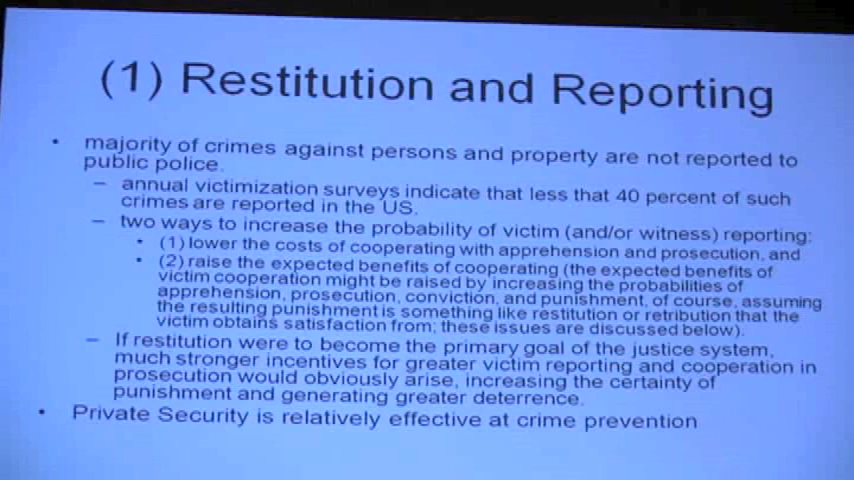 (1) Restitution and Reporting
• majority of crimes against persons and property are not reported to
public police.
– annual victimization surveys indicate that less that 40 percent of such
crimes are reported in the US.
– two ways to increase the probability of victim (and/or witness) reporting:
• (1) lower the costs of cooperating with apprehension and prosecution, and
• (2) raise the expected benefits of cooperating (the expected benefits of
victim cooperation might be raised by increasing the probabilities of
apprehension, prosecution, conviction, and punishment, of course, assuming
the resulting punishment is something like restitution or retribution that the
victim obtains satisfaction from; these issues are discussed below).
– If restitution were to become the primary goal of the justice system,
much stronger incentives for greater victim reporting and cooperation in
prosecution would obviously arise, increasing the certainty of
punishment and generating greater deterrence.
• Private Security is relatively effective at crime prevention